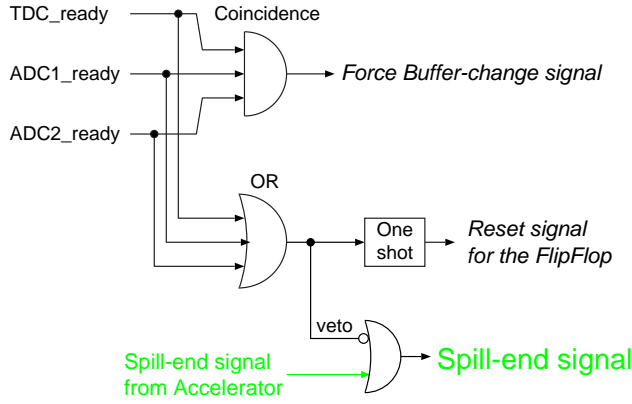 TDC_ready
Coincidence
ADC1_ready
Force Buffer-change signal
ADC2_ready
OR
One
shot
Reset signal
for the FlipFlop
veto
Spill-end signal
from Accelerator
Spill-end signal